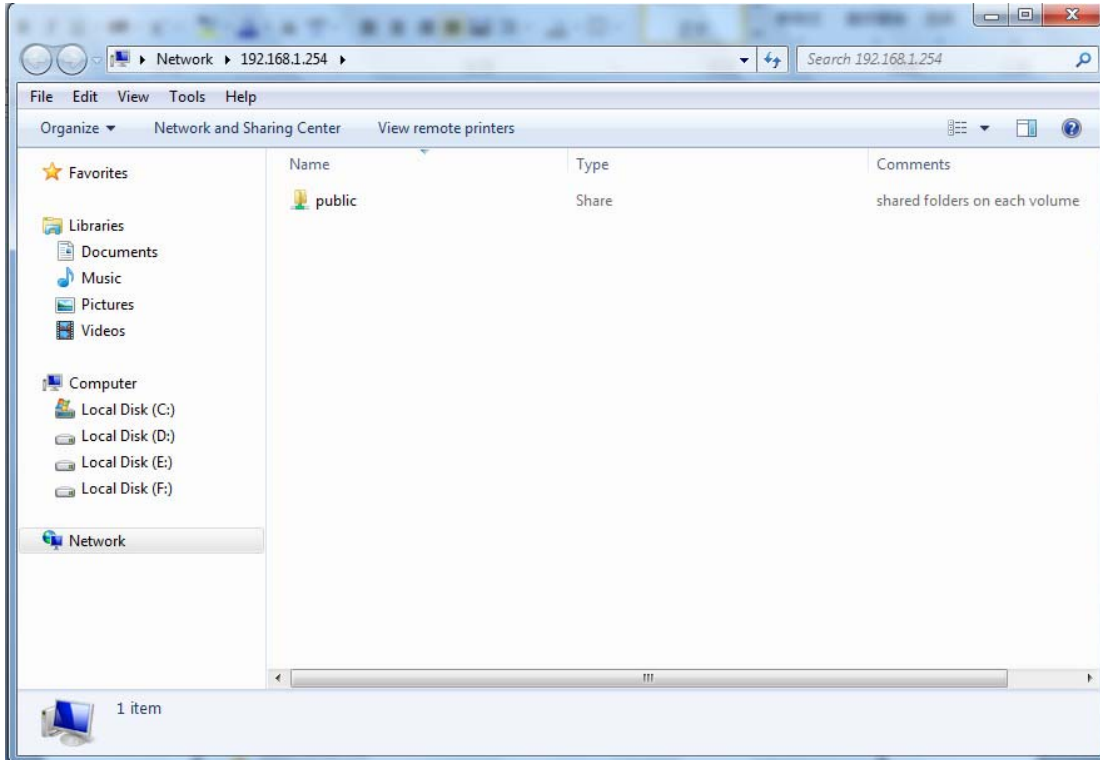 Network 192.168.1.254
Search 192.168.1.254
File Edit View Tools Help
Organize Network and Sharing Center View remote printers
Favorites
Libraries
Documents
Music
Pictures
Videos
Computer
Local Disk (C:)
Local Disk (D:)
Local Disk (E:)
Local Disk (F:)
Network
Name Type Comments
public Share shared folders on each volume
1 item